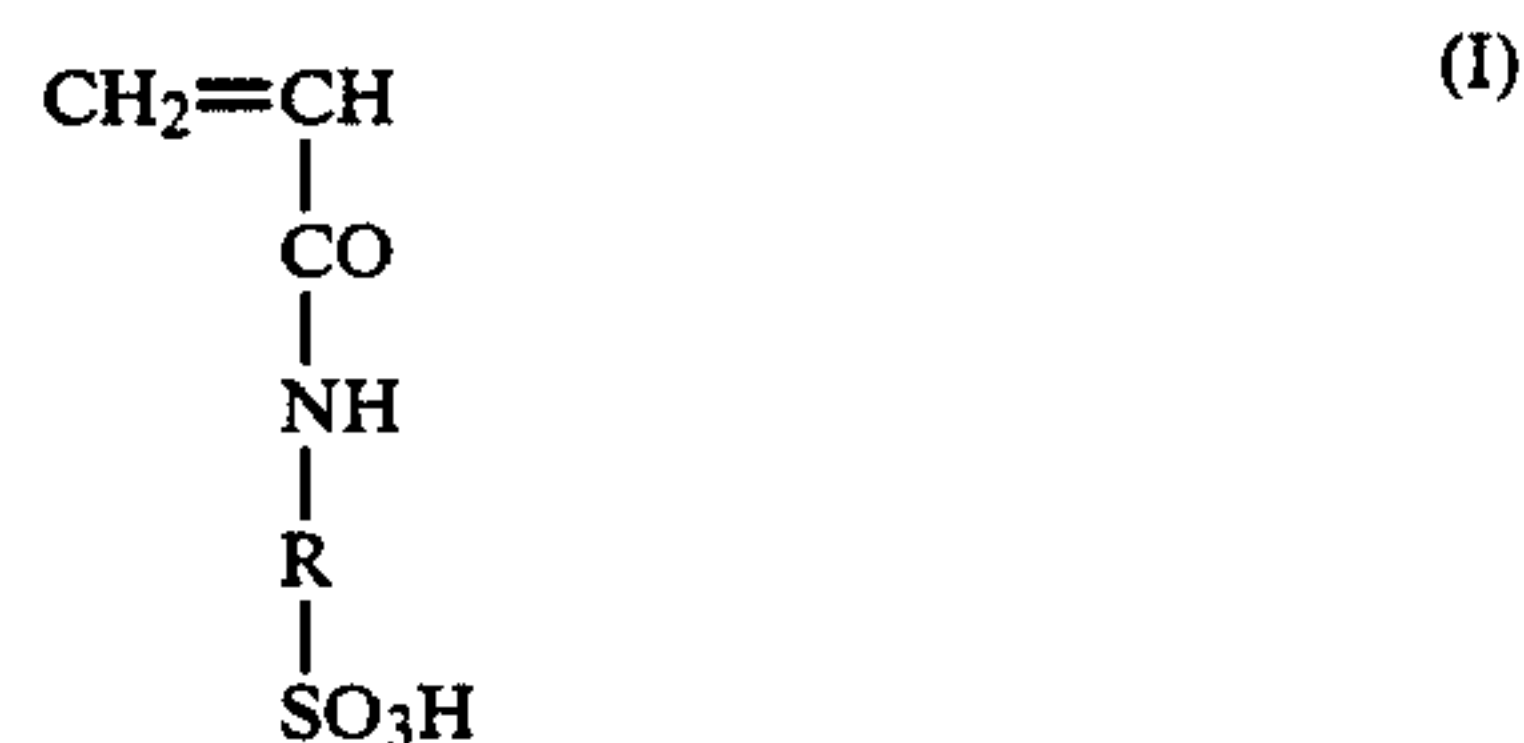 (I)
CH₂=CH
CO
NH
R
SO₃H